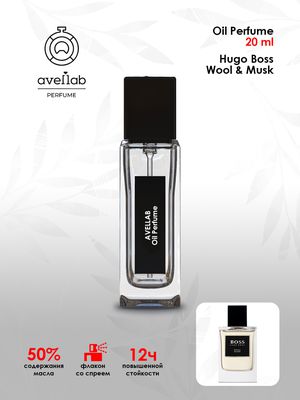 avellab
PERFUME
Oil Perfume
20 ml
Hugo Boss
Wool & Musk
AVELLAB
Oil Perfume
BOSS
50%
содержания
масла
флакон
со спреем
12ч
повышенной
стойкости